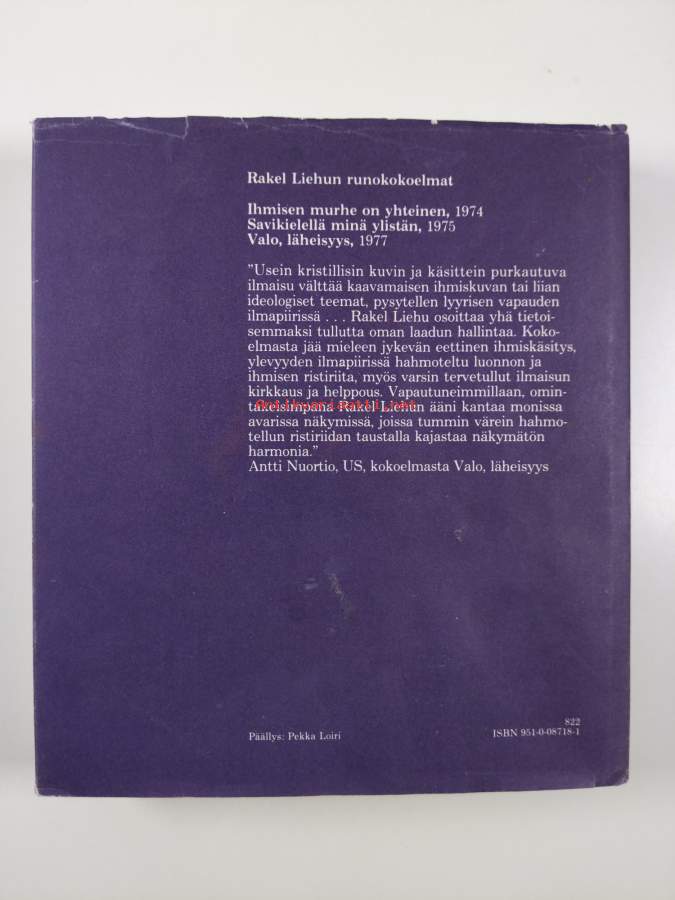 Rakel Liehun runokokoelmat
Ihmisen murhe on yhteinen, 1974
Savikielellä minä ylistän, 1975
Valo, läheisyys, 1977
"Usein kristillisin kuvin ja käsittein purkautuva
ilmaisu välttää kaavamaisen ihmiskuvan tai liian
ideologiset teemat, pysytellen lyyrisen vapauden
ilmapiirissä . . . Rakel Liehu osoittaa yhä tietoi-
semmaksi tullutta oman laadun hallintaa. Koko-
elmasta jää mieleen jykevän eettinen ihmiskäsitys,
ylevyyden ilmapiirissä hahmoteltu luonnon ja
ihmisen ristiriita, myös varsin tervetullut ilmaisun
kirkkaus ja helppous. Vapautuneimmillaan, omin-
takeisimpana Rakel Liehun ääni kantaa monissa
avarissa näkymissä, joissa tummin värein hahmo-
tellun ristiriidan taustalla kajastaa näkymätön
harmonia."
Antti Nuortio, US, kokoelmasta Valo, läheisyys
Päällys: Pekka Loiri
822
ISBN 951-0-08718-1